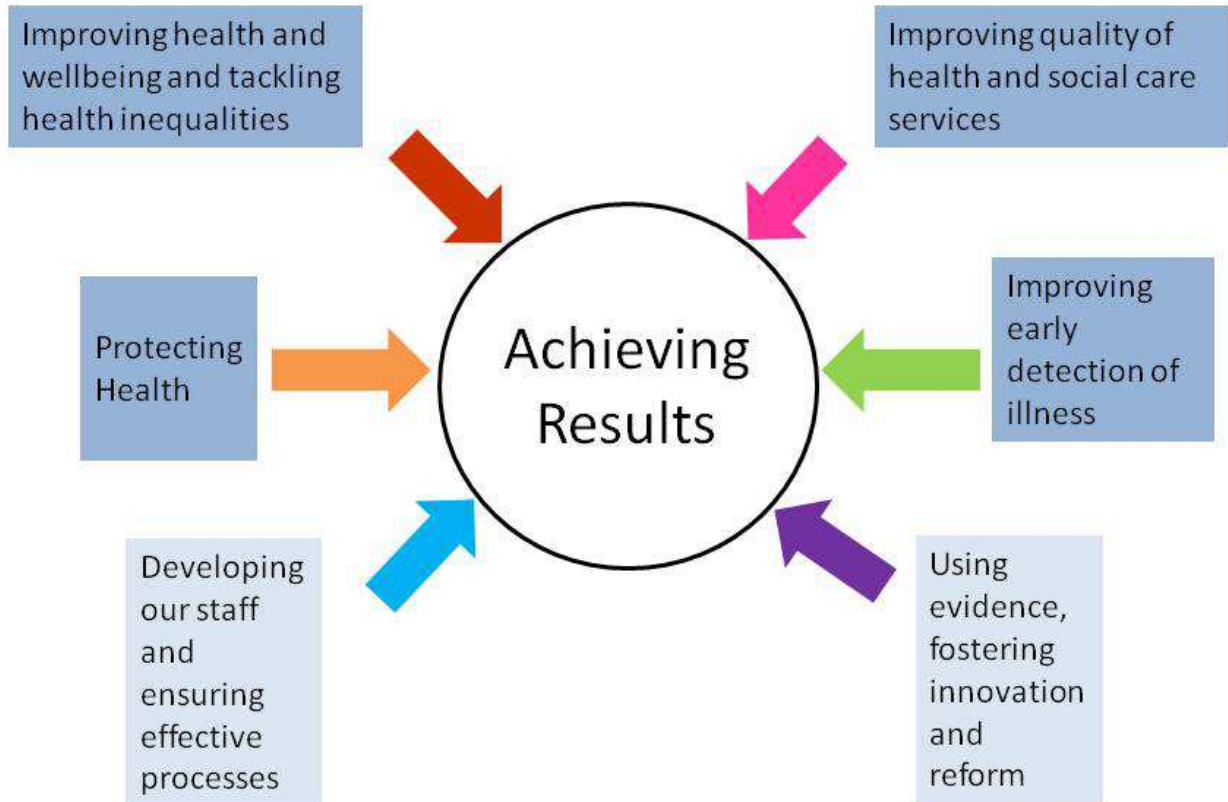 Improving health and
wellbeing and tackling
health inequalities
Improving quality of
health and social care
services
Protecting
Health
Achieving
Results
Improving
early
detection of
illness
Developing
our staff
and
ensuring
effective
processes
Using
evidence,
fostering
innovation
and
reform